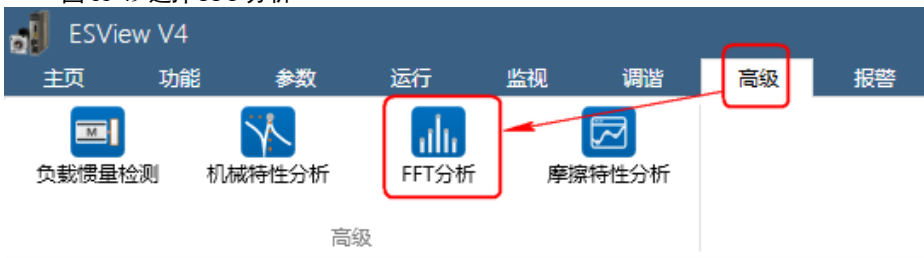 ESView V4
主页 功能 参数 运行 监视 调谐 高级 报警
M
负载惯量检测 机械特性分析 FFT分析 摩擦特性分析
高级